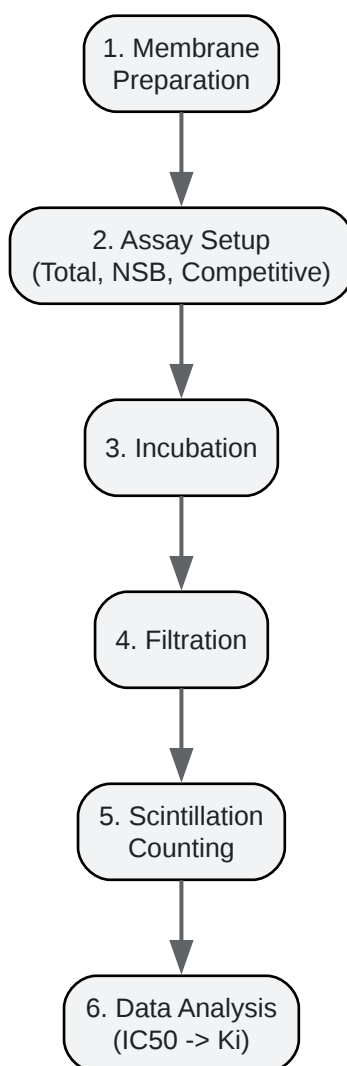 1. Membrane
Preparation
2. Assay Setup
(Total, NSB, Competitive)
3. Incubation
4. Filtration
5. Scintillation
Counting
6. Data Analysis
(IC50 -> Ki)